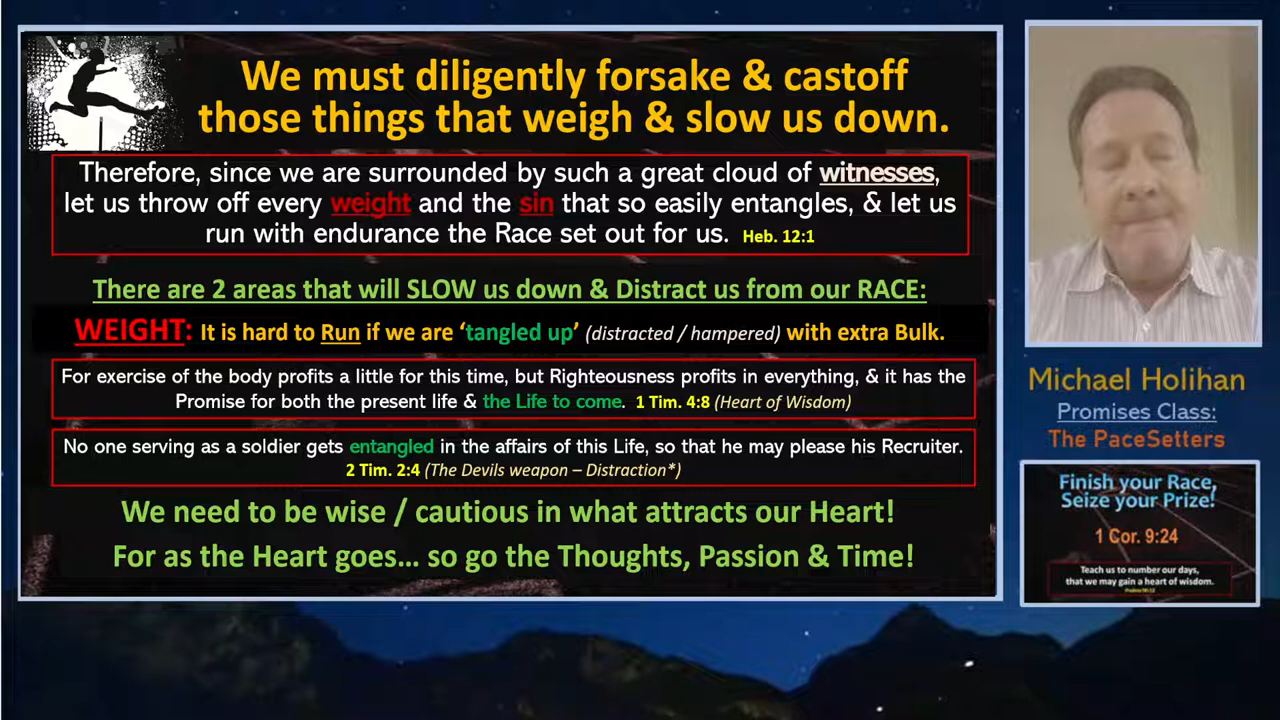 We must diligently forsake & castoff
those things that weigh & slow us down.
Therefore, since we are surrounded by such a great cloud of witnesses,
let us throw off every weight and the sin that so easily entangles, & let us
run with endurance the Race set out for us. Heb. 12:1
There are 2 areas that will SLOW us down & Distract us from our RACE:
WEIGHT: It is hard to Run if we are ‘tangled up’ (distracted / hampered) with extra Bulk.
For exercise of the body profits a little for this time, but Righteousness profits in everything, & it has the
Promise for both the present life & the Life to come. 1 Tim. 4:8 (Heart of Wisdom)
No one serving as a soldier gets entangled in the affairs of this Life, so that he may please his Recruiter.
2 Tim. 2:4 (The Devils weapon – Distraction*)
We need to be wise / cautious in what attracts our Heart!
For as the Heart goes... so go the Thoughts, Passion & Time!
Michael Holihan
Promises Class:
The PaceSetters
Finish your Race,
Seize your Prize!
1 Cor. 9:24
Teach us to number our days,
that we may gain a heart of wisdom.